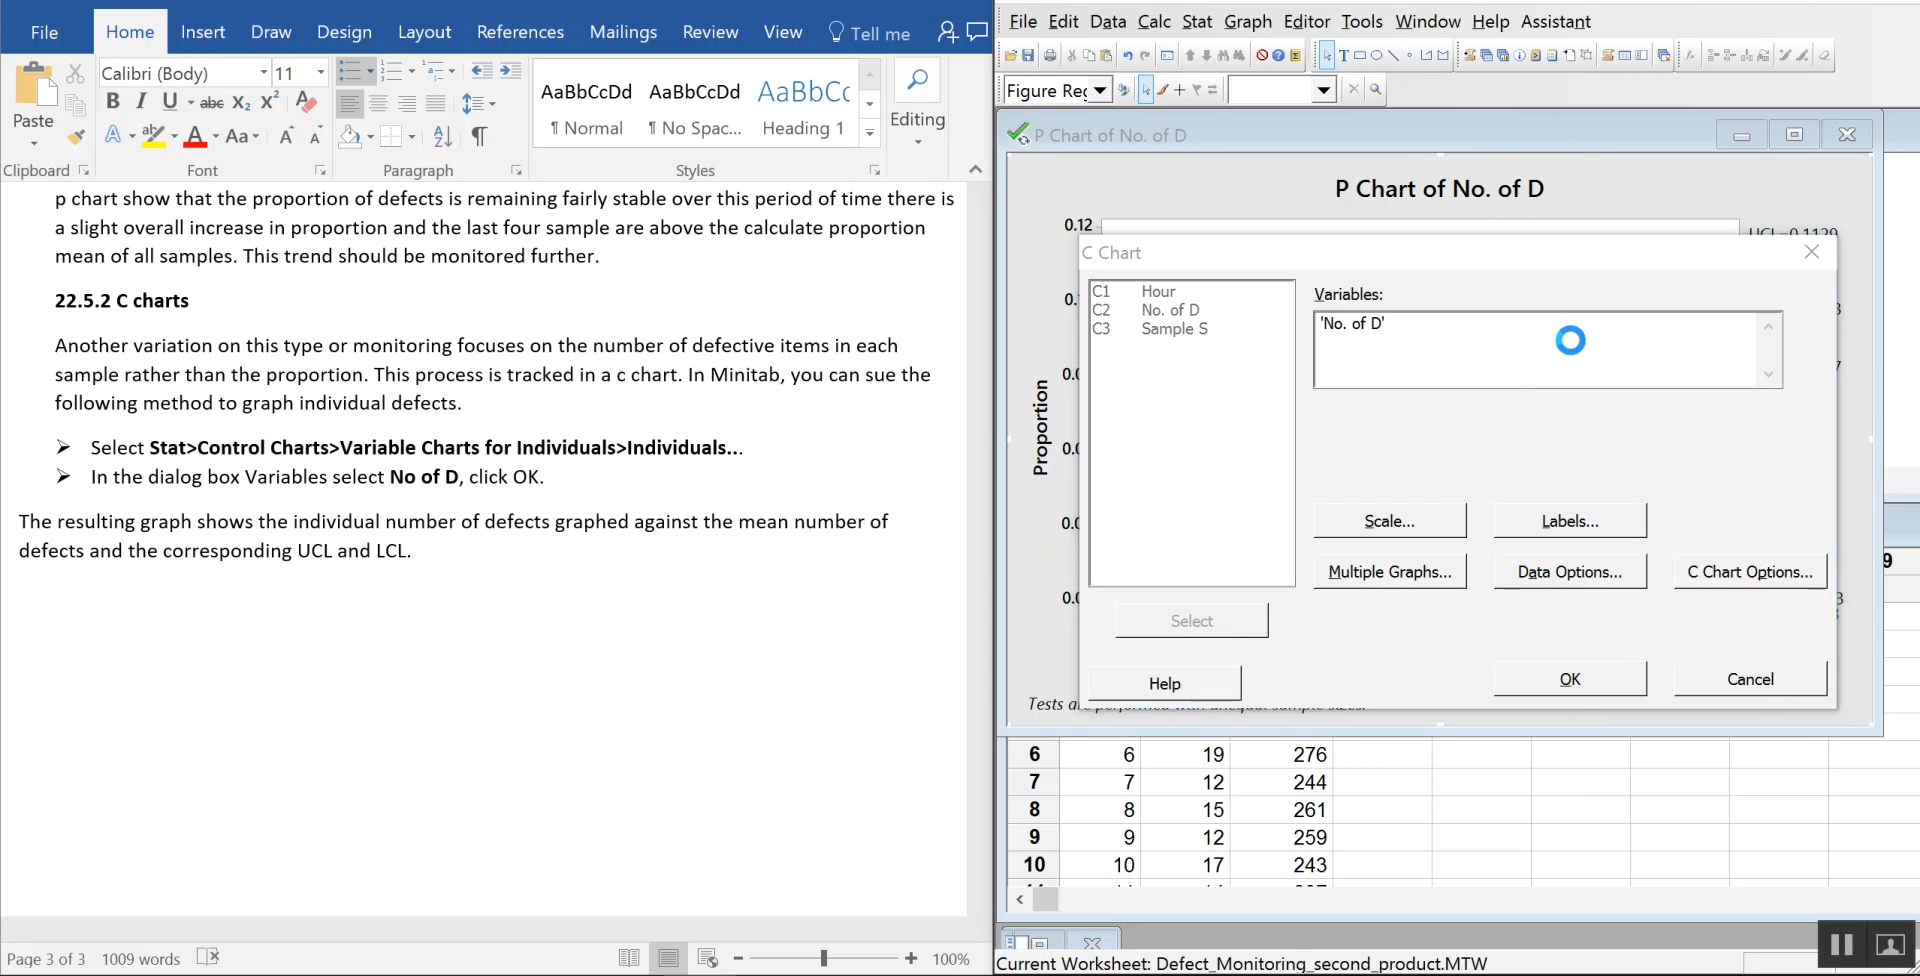 File Home Insert Draw Design Layout References Mailings Review View Tell me
Calibri (Body) 11
Paste
B I U abc X2 X2
A Aa A A
AaBbCcDd AaBbCcDd AaBbCc
¶ Normal ¶ No Spac... Heading 1
Editing
Clipboard Font Paragraph Styles
p chart show that the proportion of defects is remaining fairly stable over this period of time there is
a slight overall increase in proportion and the last four sample are above the calculate proportion
mean of all samples. This trend should be monitored further.
22.5.2 C charts
Another variation on this type or monitoring focuses on the number of defective items in each
sample rather than the proportion. This process is tracked in a c chart. In Minitab, you can sue the
following method to graph individual defects.
➢ Select Stat>Control Charts>Variable Charts for Individuals>Individuals...
➢ In the dialog box Variables select No of D, click OK.
The resulting graph shows the individual number of defects graphed against the mean number of
defects and the corresponding UCL and LCL.
Page 3 of 3 1009 words 100%
File Edit Data Calc Stat Graph Editor Tools Window Help Assistant
Figure Reg
P Chart of No. of D
P Chart of No. of D
0.12
UCL=0.1129
Proportion
C Chart
C1 Hour
C2 No. of D
C3 Sample S
Variables:
'No. of D'
Scale... Labels...
Multiple Graphs... Data Options... C Chart Options...
Select
Help OK Cancel
6 6 19 276
7 7 12 244
8 8 15 261
9 9 12 259
10 10 17 243
Current Worksheet: Defect_Monitoring_second_product.MTW